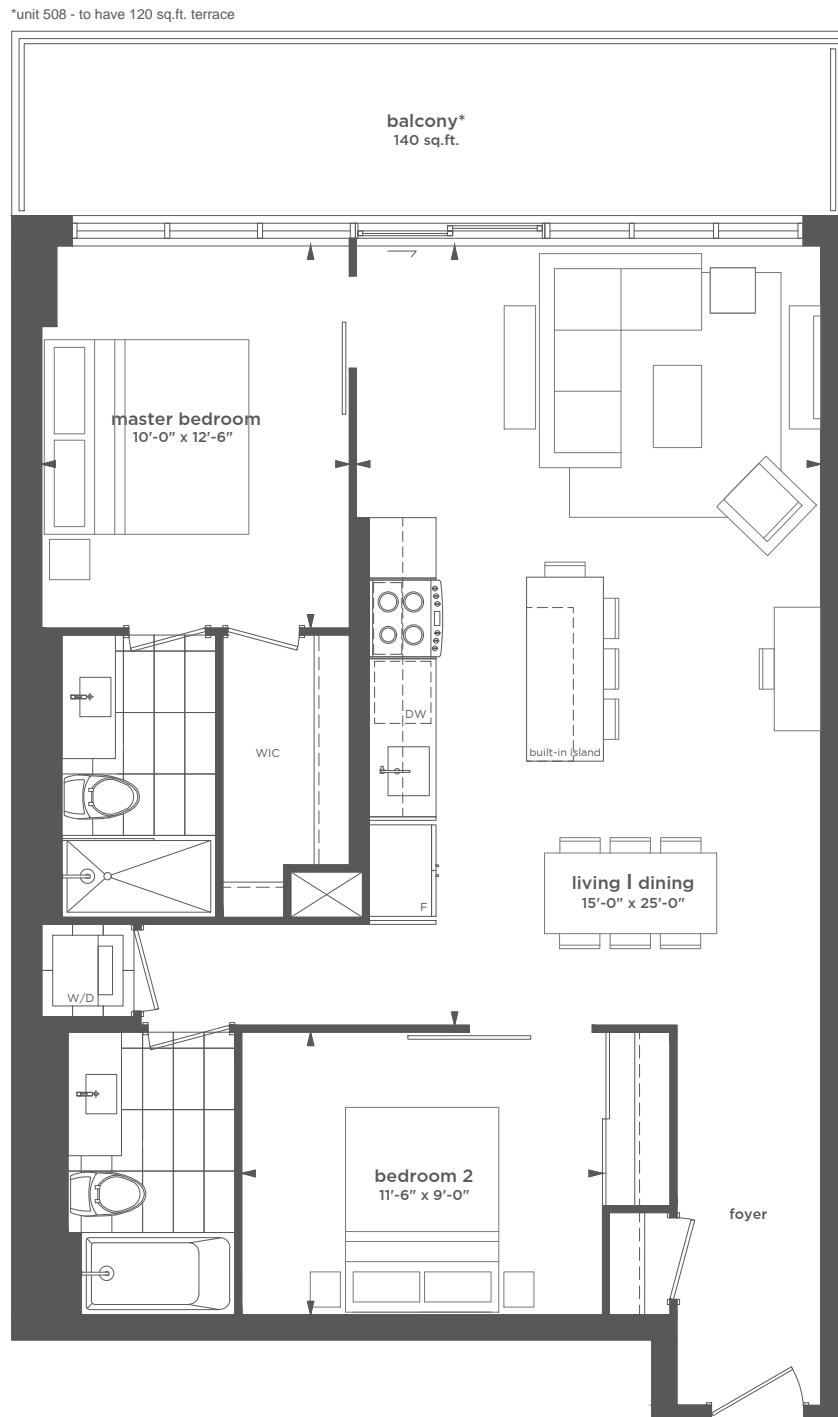 *unit 508 - to have 120 sq.ft. terrace
balcony*
140 sq.ft.
master bedroom
10'-0" x 12'-6"
DW
WIC
built-in island
living | dining
15'-0" x 25'-0"
F
W/D
bedroom 2
11'-6" x 9'-0"
foyer